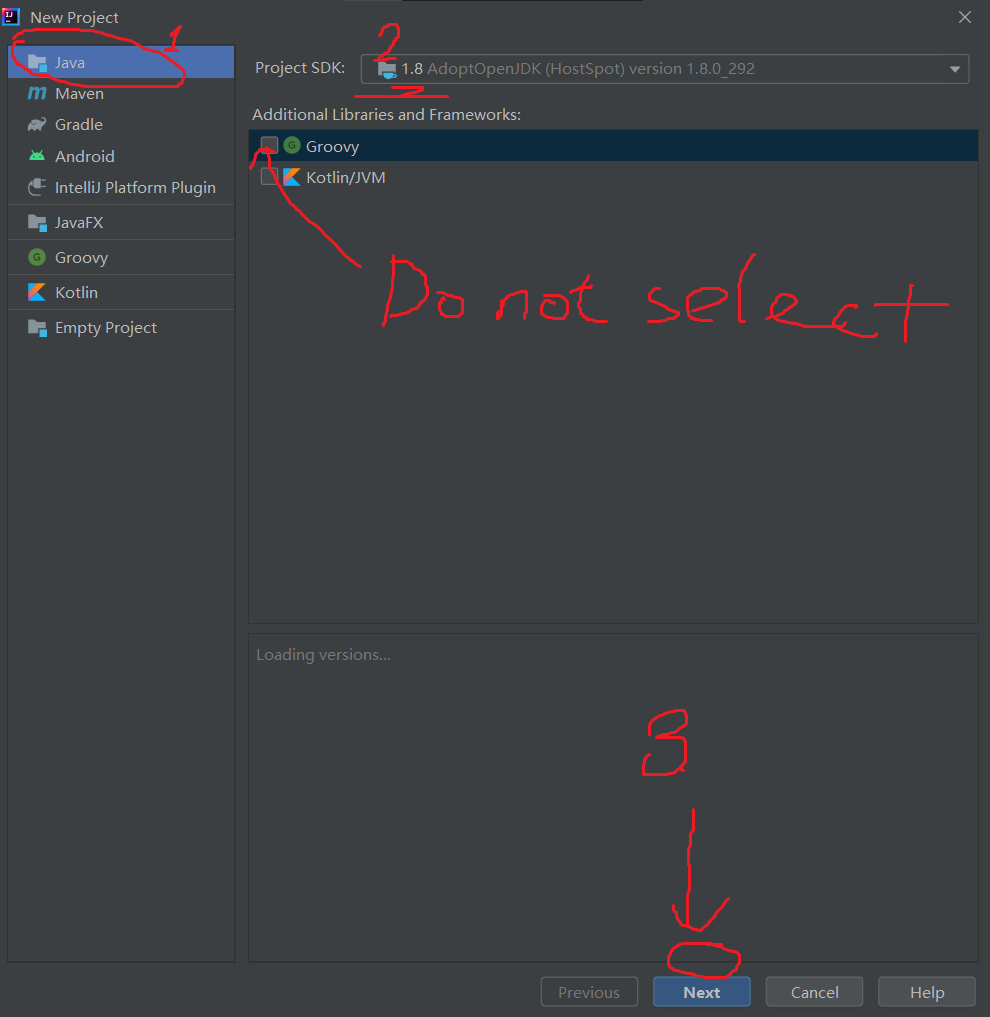 New Project
1
Java
Maven
Gradle
Android
IntelliJ Platform Plugin
JavaFX
Groovy
Kotlin
Empty Project
2
Project SDK: 1.8 AdoptOpenJDK (HostSpot) version 1.8.0_292
Additional Libraries and Frameworks:
Groovy
Kotlin/JVM
Do not select
Loading versions...
3
Previous Next Cancel Help